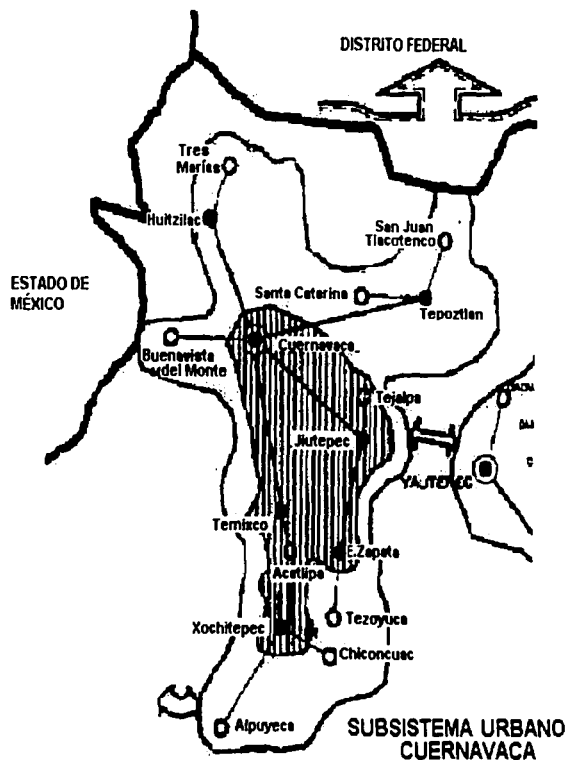 DISTRITO FEDERAL
Tres
Marías
Huitzilac
San Juan
Tlacotenco
ESTADO DE
MÉXICO
Santa Catarina
Tepoztlan
Cuernavaca
Buenavista
del Monte
Tejalpa
Jiutepec
YAUTEPEC
Temixco
E.Zapata
Acatlipa
Tezoyuca
Xochitepec
Chiconcuac
Alpuyeca
SUBSISTEMA URBANO
CUERNAVACA